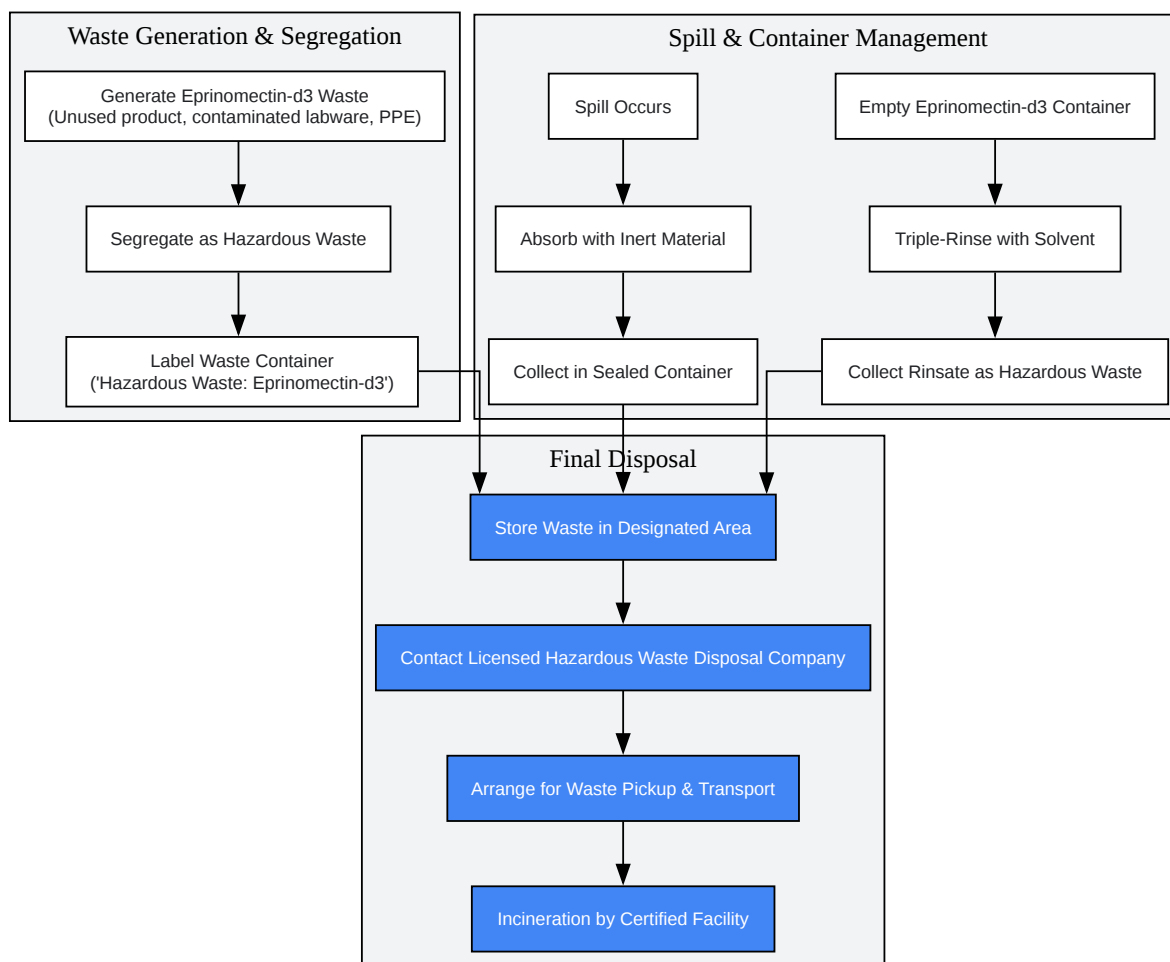 Waste Generation & Segregation
Generate Eprinomectin-d3 Waste
(Unused product, contaminated labware, PPE)
Segregate as Hazardous Waste
Label Waste Container
('Hazardous Waste: Eprinomectin-d3')
Spill & Container Management
Spill Occurs
Empty Eprinomectin-d3 Container
Absorb with Inert Material
Triple-Rinse with Solvent
Collect in Sealed Container
Collect Rinsate as Hazardous Waste
Final Disposal
Store Waste in Designated Area
Contact Licensed Hazardous Waste Disposal Company
Arrange for Waste Pickup & Transport
Incineration by Certified Facility